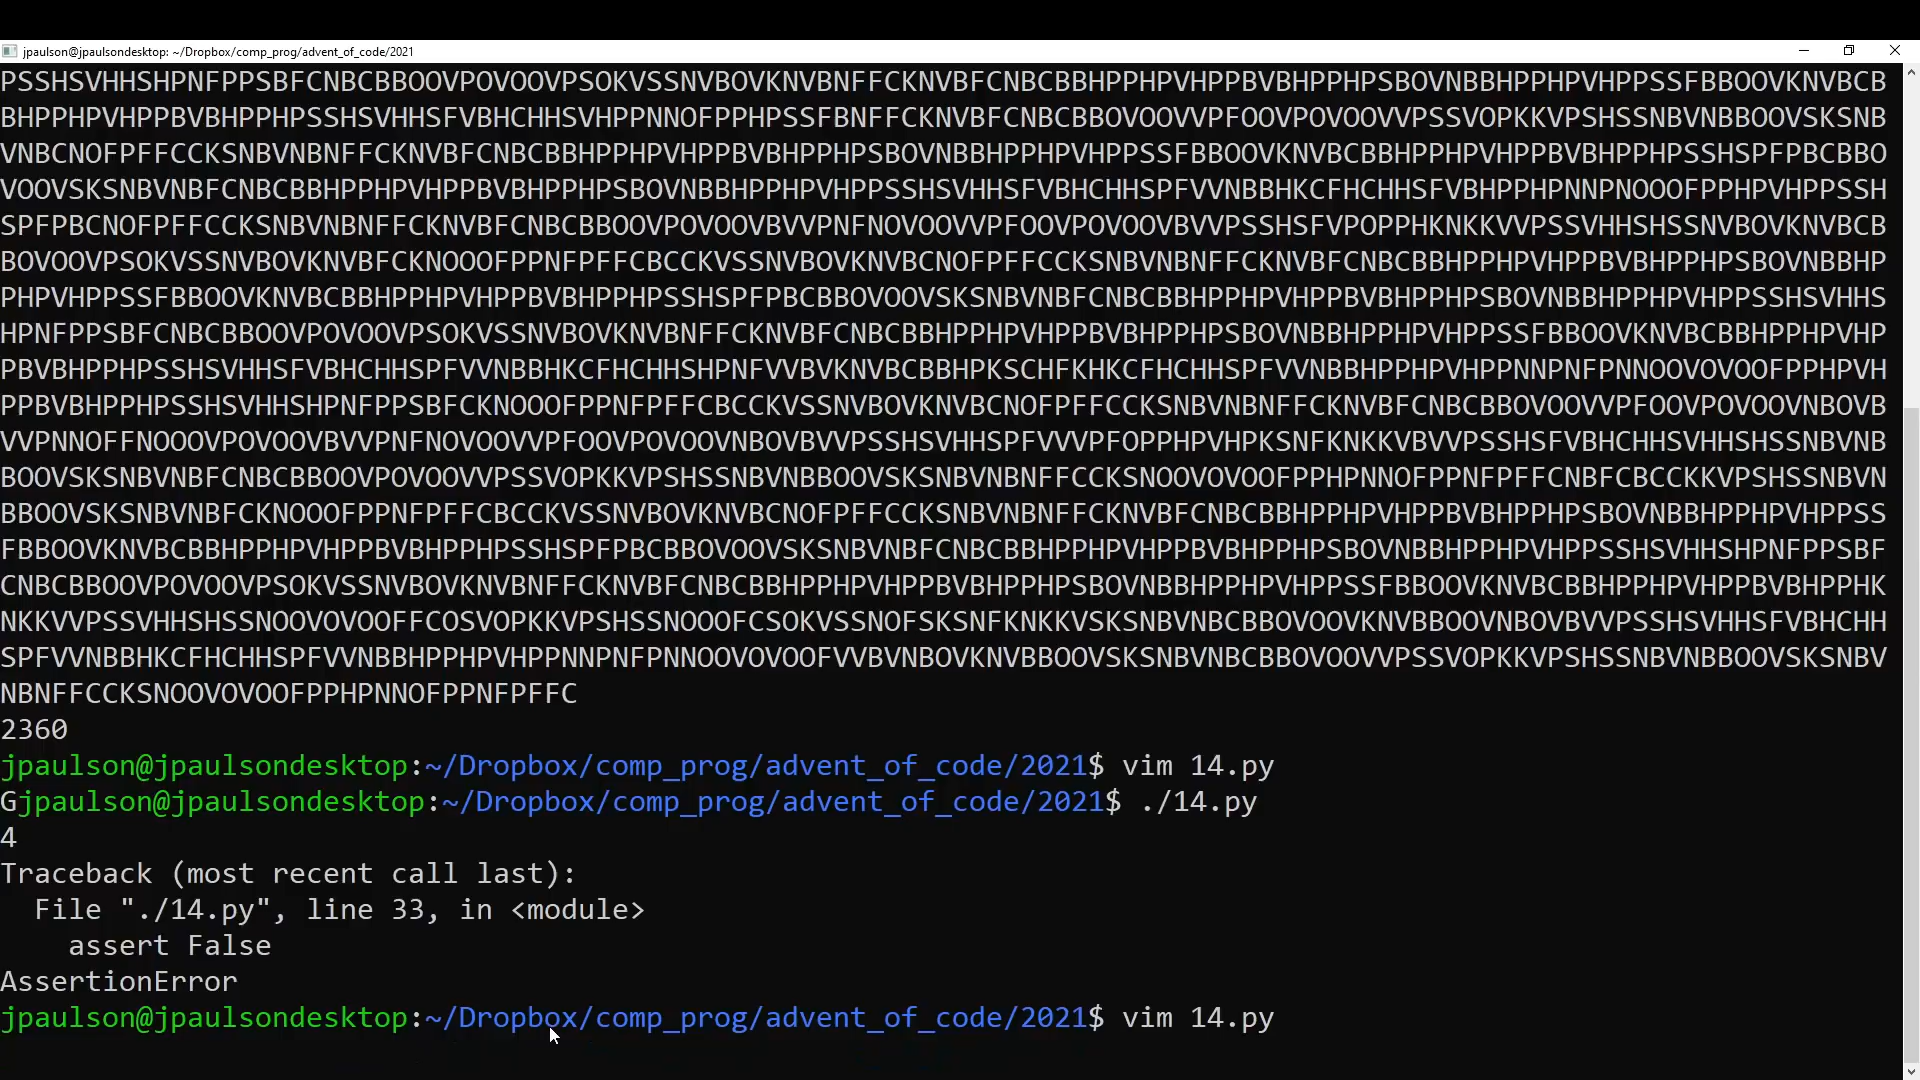 jpaulson@jpaulsondesktop: ~/Dropbox/comp_prog/advent_of_code/2021
PSSHSVHHSHPNFPPSBFCNBCBBOOVPOVOOVPSOKVSSNVBOVKNVBNFFCKNVBFCNBCBBHPPHPVHPPBVBHPPHPSBOVNBBHPPHPVHPPSSFBBOOVKNVBCB
BHPPHPVHPPBVBHPPHPSSHSVHHSFVBHCHHSVHPPNNOFPPHPSSFBNFFCKNVBFCNBCBBOVOOVVPFOOVPOVOOVVPSSVOPKKVPSHSSNBVNBBOOVSKSNB
VNBCNOFPFFCCKSNBVNBNFFCKNVBFCNBCBBHPPHPVHPPBVBHPPHPSBOVNBBHPPHPVHPPSSFBBOOVKNVBCBBHPPHPVHPPBVBHPPHPSSHSPFPBCBBO
VOOVSKSNBVNBFCNBCBBHPPHPVHPPBVBHPPHPSBOVNBBHPPHPVHPPSSHSVHHSFVBHCHHSPFVVNBBHKCFHCHHSFVBHPPHPNNPNOOOFPPHPVHPPSSH
SPFPBCNOFPFFCCKSNBVNBNFFCKNVBFCNBCBBOOVPOVOOVBVVPNFNOVOOVVPFOOVPOVOOVBVVPSSHSFVPOPPHKNKKVVPSSVHHSHSSNVBOVKNVBCB
BOVOOVPSOKVSSNVBOVKNVBFCKNOOOFPPNFPFFCBCCKVSSNVBOVKNVBCNOFPFFCCKSNBVNBNFFCKNVBFCNBCBBHPPHPVHPPBVBHPPHPSBOVNBBHP
PHPVHPPSSFBBOOVKNVBCBBHPPHPVHPPBVBHPPHPSSHSPFPBCBBOVOOVSKSNBVNBFCNBCBBHPPHPVHPPBVBHPPHPSBOVNBBHPPHPVHPPSSHSVHHS
HPNFPPSBFCNBCBBOOVPOVOOVPSOKVSSNVBOVKNVBNFFCKNVBFCNBCBBHPPHPVHPPBVBHPPHPSBOVNBBHPPHPVHPPSSFBBOOVKNVBCBBHPPHPVHP
PBVBHPPHPSSHSVHHSFVBHCHHSPFVVNBBHKCFHCHHSHPNFVVBVKNVBCBBHPKSCHFKHKCFHCHHSPFVVNBBHPPHPVHPPNNPNFPNNOOVOVOOFPPHPVH
PPBVBHPPHPSSHSVHHSHPNFPPSBFCKNOOOFPPNFPFFCBCCKVSSNVBOVKNVBCNOFPFFCCKSNBVNBNFFCKNVBFCNBCBBOVOOVVPFOOVPOVOOVNBOVB
VVPNNOFFNOOOVPOVOOVBVVPNFNOVOOVVPFOOVPOVOOVNBOVBVVPSSHSVHHSPFVVVPFOPPHPVHPKSNFKNKKVBVVPSSHSFVBHCHHSVHHSHSSNBVNB
BOOVSKSNBVNBFCNBCBBOOVPOVOOVVPSSVOPKKVPSHSSNBVNBBOOVSKSNBVNBNFFCCKSNOOVOVOOFPPHPNNOFPPNFPFFCNBFCBCCKKVPSHSSNBVN
BBOOVSKSNBVNBFCKNOOOFPPNFPFFCBCCKVSSNVBOVKNVBCNOFPFFCCKSNBVNBNFFCKNVBFCNBCBBHPPHPVHPPBVBHPPHPSBOVNBBHPPHPVHPPSS
FBBOOVKNVBCBBHPPHPVHPPBVBHPPHPSSHSPFPBCBBOVOOVSKSNBVNBFCNBCBBHPPHPVHPPBVBHPPHPSBOVNBBHPPHPVHPPSSHSVHHSHPNFPPSBF
CNBCBBOOVPOVOOVPSOKVSSNVBOVKNVBNFFCKNVBFCNBCBBHPPHPVHPPBVBHPPHPSBOVNBBHPPHPVHPPSSFBBOOVKNVBCBBHPPHPVHPPBVBHPPHK
NKKVVPSSVHHSHSSNOOVOVOOFFCOSVOPKKVPSHSSNOOOFCSOKVSSNOFSKSNFKNKKVSKSNBVNBCBBOVOOVKNVBBOOVNBOVBVVPSSHSVHHSFVBHCHH
SPFVVNBBHKCFHCHHSPFVVNBBHPPHPVHPPNNPNFPNNOOVOVOOFVVBVNBOVKNVBBOOVSKSNBVNBCBBOVOOVVPSSVOPKKVPSHSSNBVNBBOOVSKSNBV
NBNFFCCKSNOOVOVOOFPPHPNNOFPPNFPFFC
2360
jpaulson@jpaulsondesktop:~/Dropbox/comp_prog/advent_of_code/2021$ vim 14.py
Gjpaulson@jpaulsondesktop:~/Dropbox/comp_prog/advent_of_code/2021$ ./14.py
4
Traceback (most recent call last):
  File "./14.py", line 33, in <module>
    assert False
AssertionError
jpaulson@jpaulsondesktop:~/Dropbox/comp_prog/advent_of_code/2021$ vim 14.py